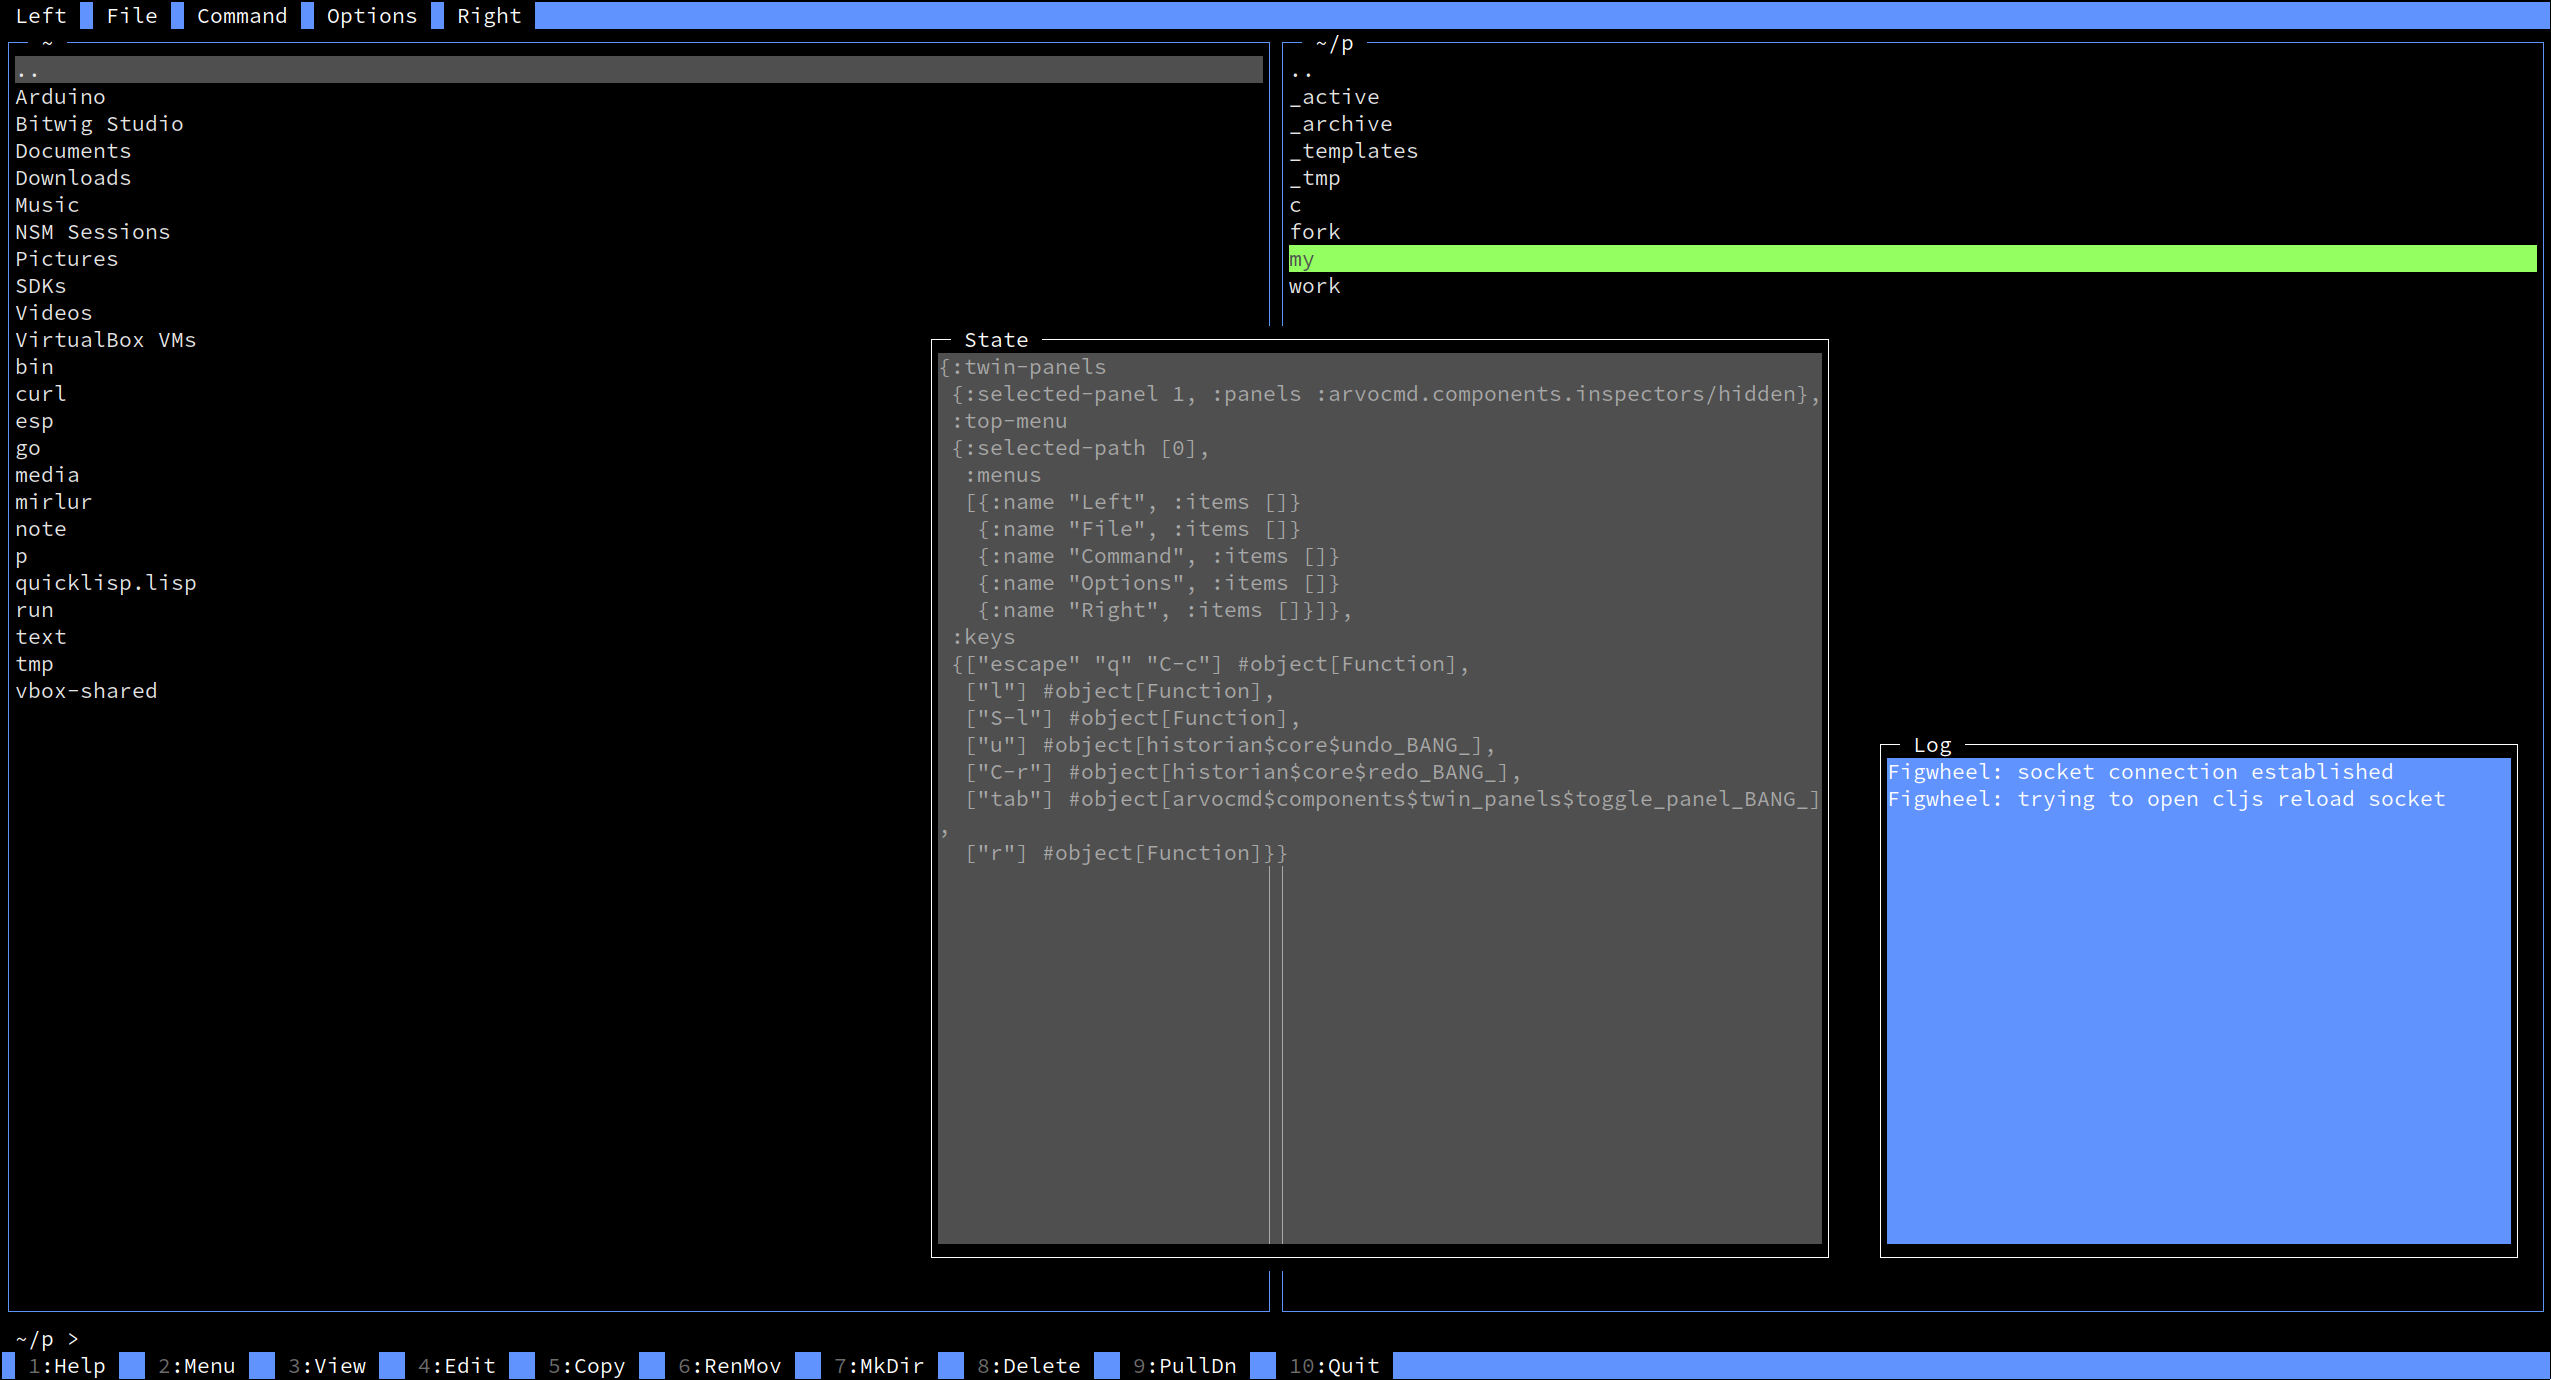 Left File Command Options Right
~
..
Arduino
Bitwig Studio
Documents
Downloads
Music
NSM Sessions
Pictures
SDKs
Videos
VirtualBox VMs
bin
curl
esp
go
media
mirlur
note
p
quicklisp.lisp
run
text
tmp
vbox-shared
~/p
..
_active
_archive
_templates
_tmp
c
fork
my
work
State
{:twin-panels
 {:selected-panel 1, :panels :arvocmd.components.inspectors/hidden},
 :top-menu
 {:selected-path [0],
  :menus
  [{:name "Left", :items []}
   {:name "File", :items []}
   {:name "Command", :items []}
   {:name "Options", :items []}
   {:name "Right", :items []}]},
 :keys
 {["escape" "q" "C-c"] #object[Function],
  ["l"] #object[Function],
  ["S-l"] #object[Function],
  ["u"] #object[historian$core$undo_BANG_],
  ["C-r"] #object[historian$core$redo_BANG_],
  ["tab"] #object[arvocmd$components$twin_panels$toggle_panel_BANG_]
,
  ["r"] #object[Function]}}
Log
Figwheel: socket connection established
Figwheel: trying to open cljs reload socket
~/p >
1:Help 2:Menu 3:View 4:Edit 5:Copy 6:RenMov 7:MkDir 8:Delete 9:PullDn 10:Quit